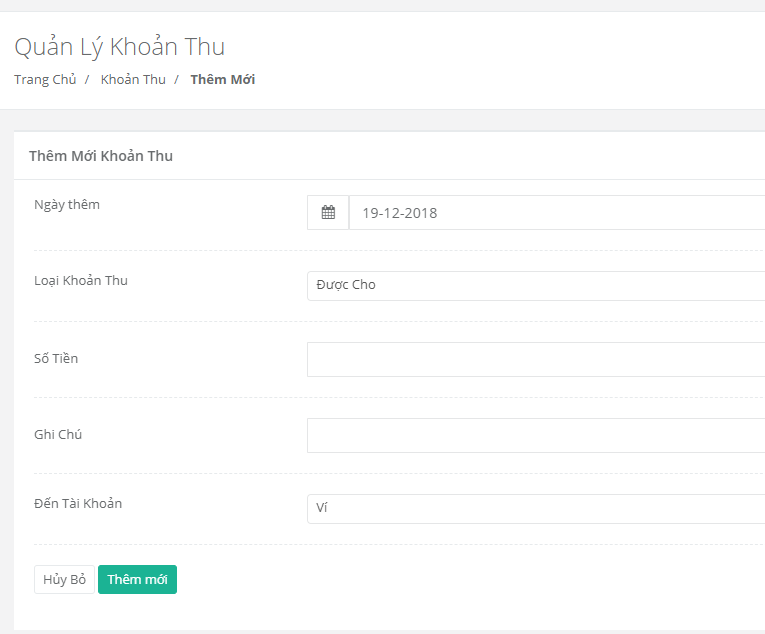 Quản Lý Khoản Thu
Trang Chủ / Khoản Thu / Thêm Mới
Thêm Mới Khoản Thu
Ngày thêm
19-12-2018
Loại Khoản Thu
Được Cho
Số Tiền
Ghi Chú
Đến Tài Khoản
Ví
Hủy Bỏ Thêm mới